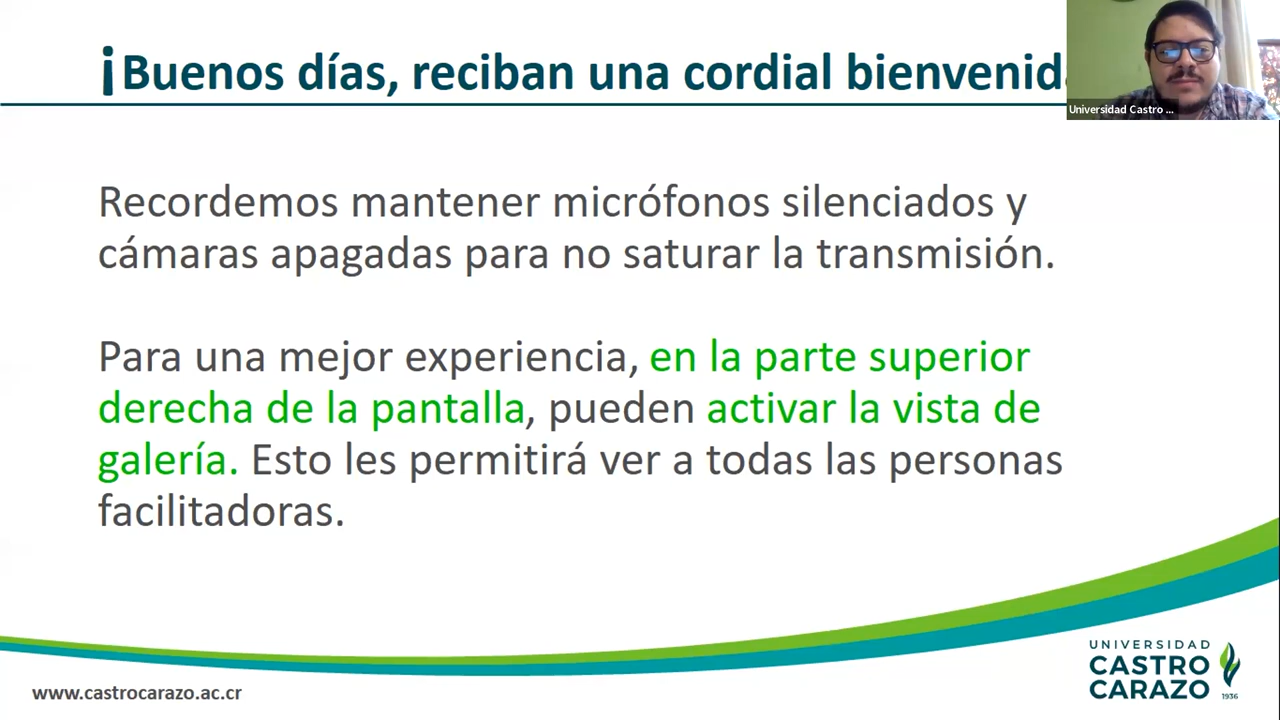 ¡Buenos días, reciban una cordial bienvenid
Universidad Castro ...
Recordemos mantener micrófonos silenciados y
cámaras apagadas para no saturar la transmisión.
Para una mejor experiencia, en la parte superior
derecha de la pantalla, pueden activar la vista de
galería. Esto les permitirá ver a todas las personas
facilitadoras.
UNIVERSIDAD
CASTRO
CARAZO
1936
www.castrocarazo.ac.cr